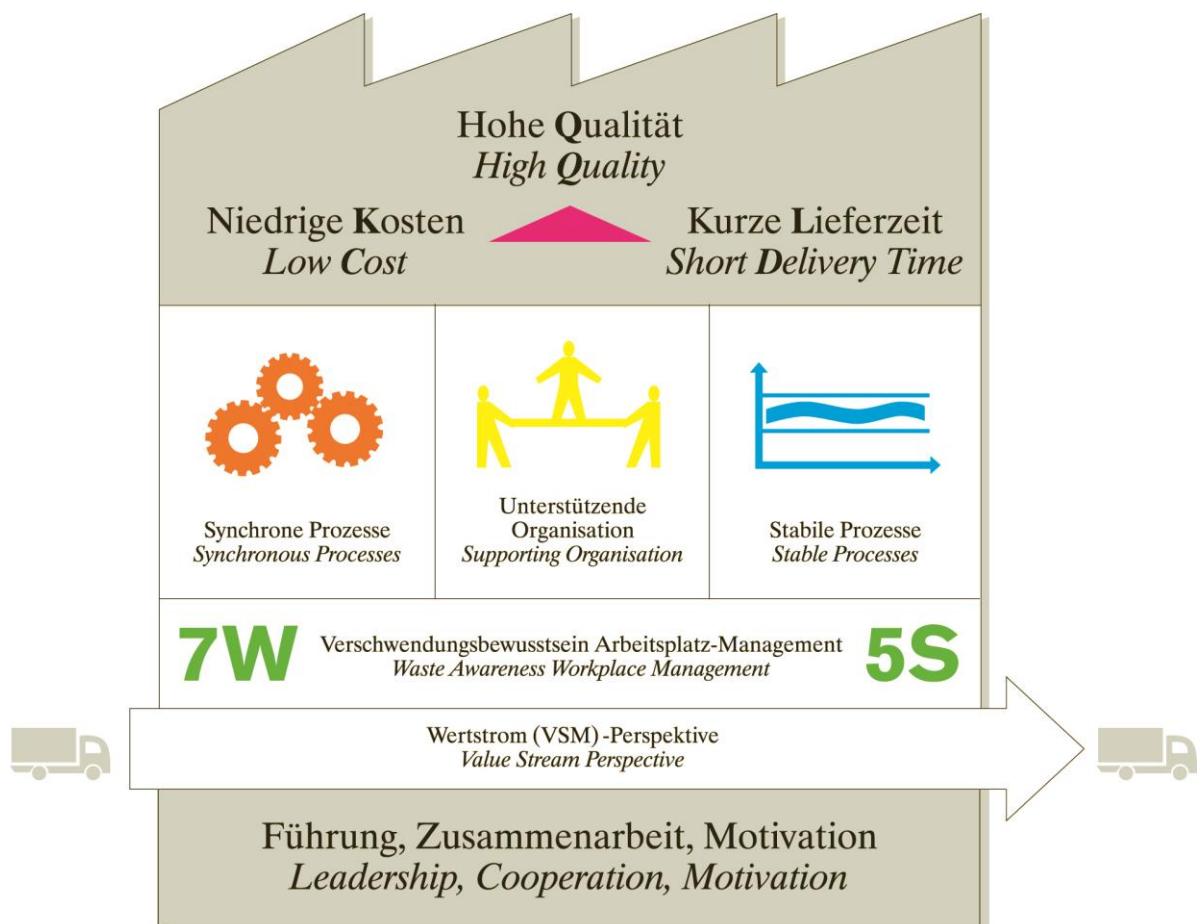 Hohe Qualität
High Quality
Niedrige Kosten
Low Cost
Kurze Lieferzeit
Short Delivery Time
Synchrone Prozesse
Synchronous Processes
Unterstützende
Organisation
Supporting Organisation
Stabile Prozesse
Stable Processes
7W
Verschwendungsbewusstsein Arbeitsplatz-Management
Waste Awareness Workplace Management
5S
Wertstrom (VSM) -Perspektive
Value Stream Perspective
Führung, Zusammenarbeit, Motivation
Leadership, Cooperation, Motivation